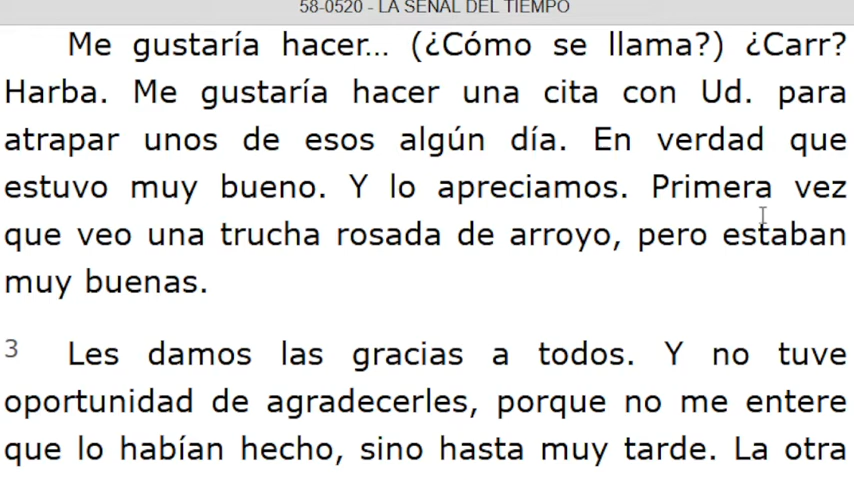 58-0520 - LA SEÑAL DEL TIEMPO
Me gustaría hacer... (¿Cómo se llama?) ¿Carr?
Harba. Me gustaría hacer una cita con Ud. para
atrapar unos de esos algún día. En verdad que
estuvo muy bueno. Y lo apreciamos. Primera vez
que veo una trucha rosada de arroyo, pero estaban
muy buenas.
3 Les damos las gracias a todos. Y no tuve
oportunidad de agradecerles, porque no me entere
que lo habían hecho, sino hasta muy tarde. La otra